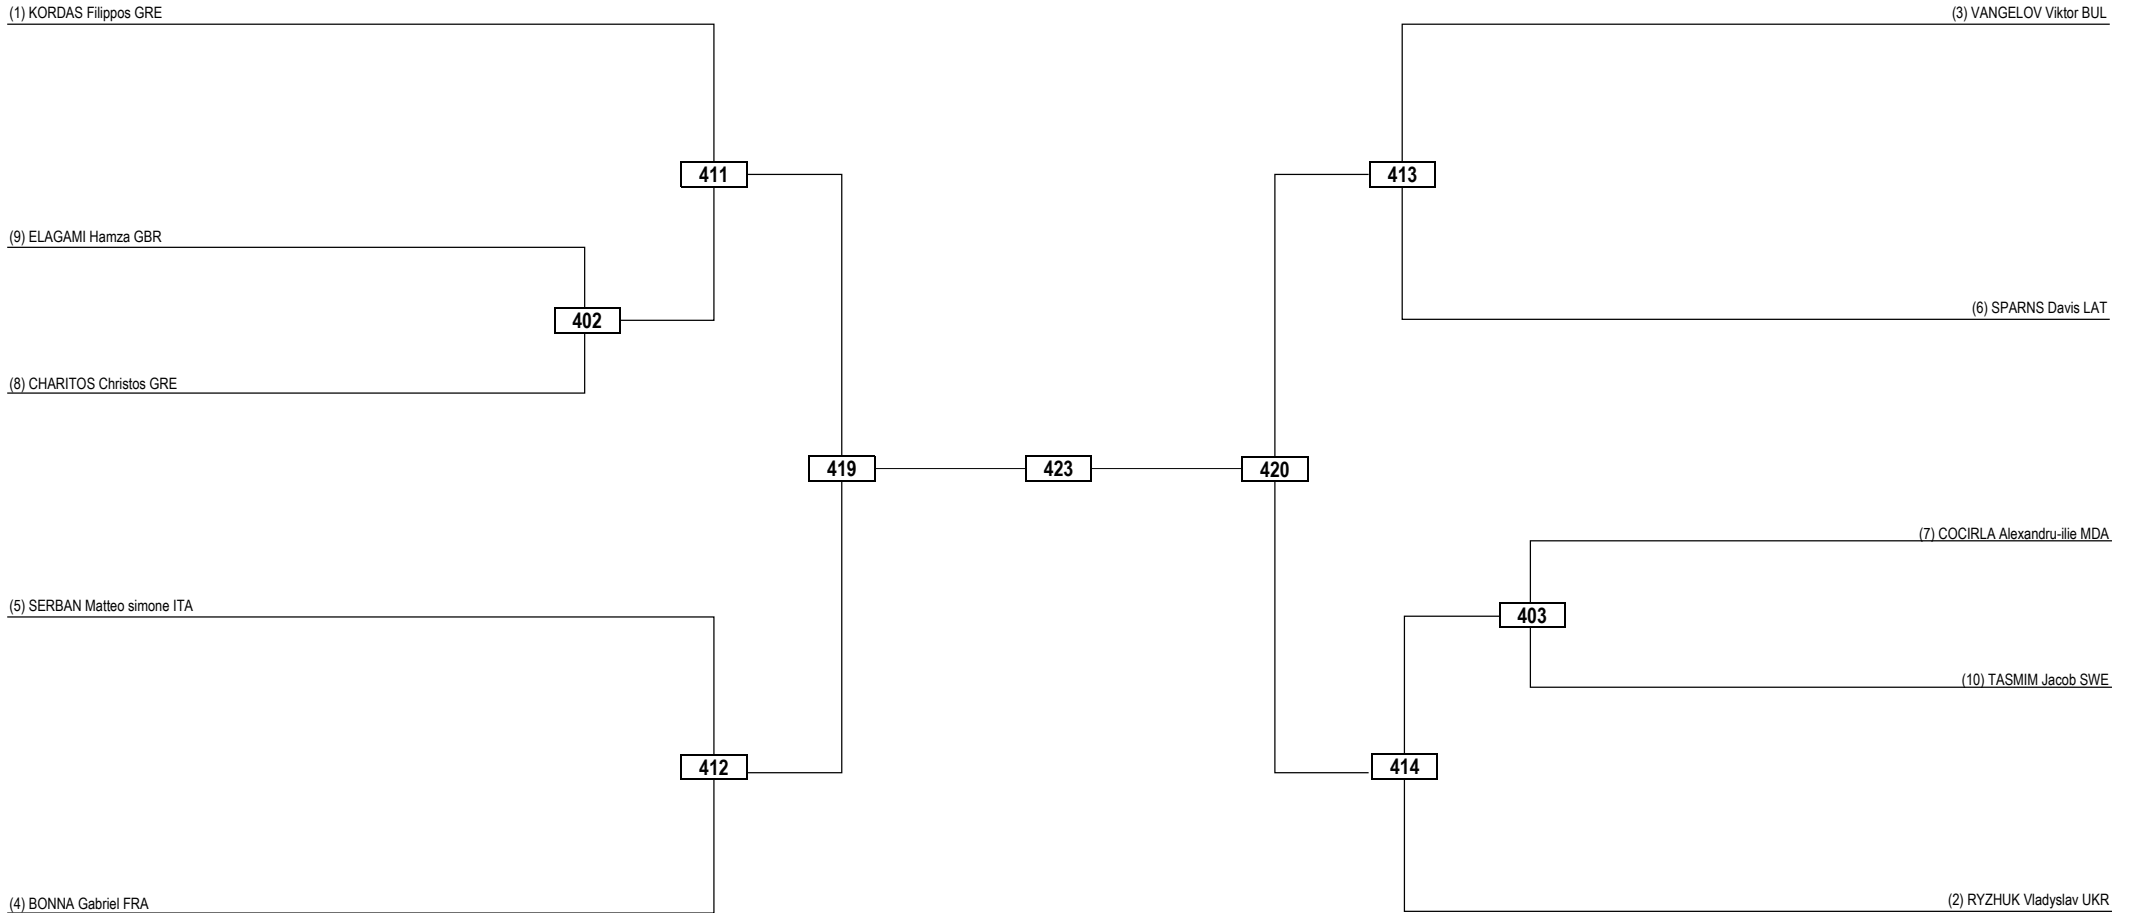 (1) KORDAS Filippos GRE
(3) VANGELOV Viktor BUL
411
413
(9) ELAGAMI Hamza GBR
(6) SPARNS Davis LAT
402
(8) CHARITOS Christos GRE
419
423
420
(7) COCIRLA Alexandru-ilie MDA
(5) SERBAN Matteo simone ITA
403
(10) TASMIM Jacob SWE
412
414
(4) BONNA Gabriel FRA
(2) RYZHUK Vladyslav UKR